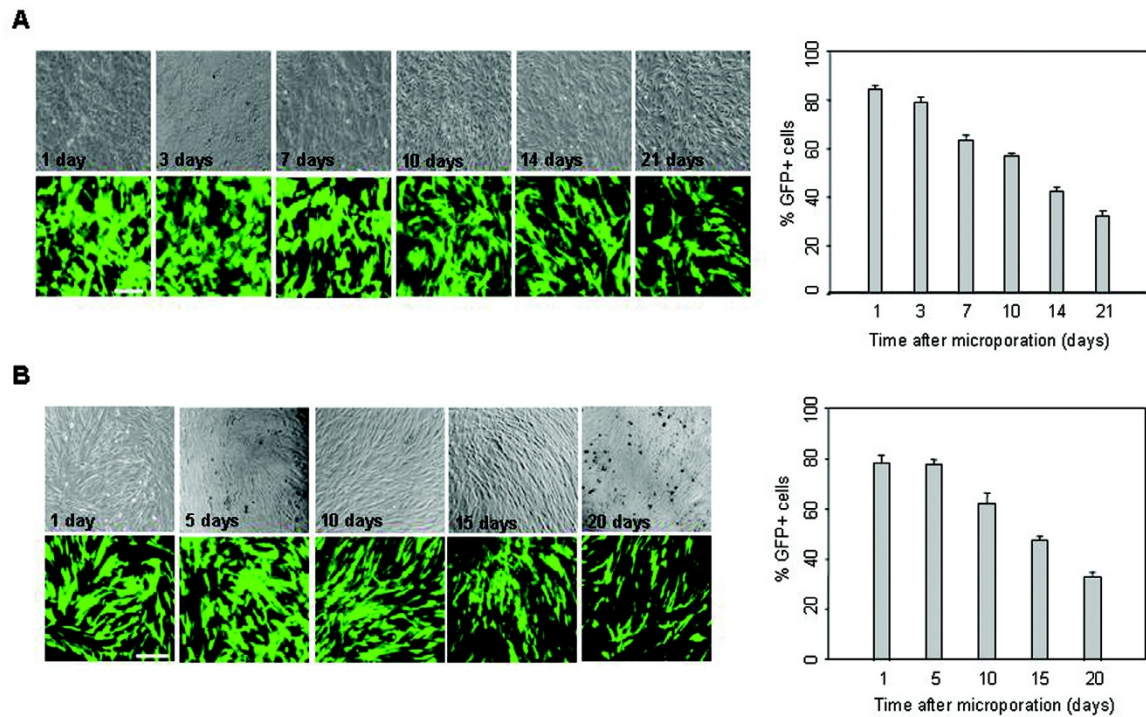 A
1 day
3 days
7 days
10 days
14 days
21 days
% GFP+ cells
100
80
60
40
20
0
1 3 7 10 14 21
Time after microporation (days)
B
1 day
5 days
10 days
15 days
20 days
% GFP+ cells
100
80
60
40
20
0
1 5 10 15 20
Time after microporation (days)